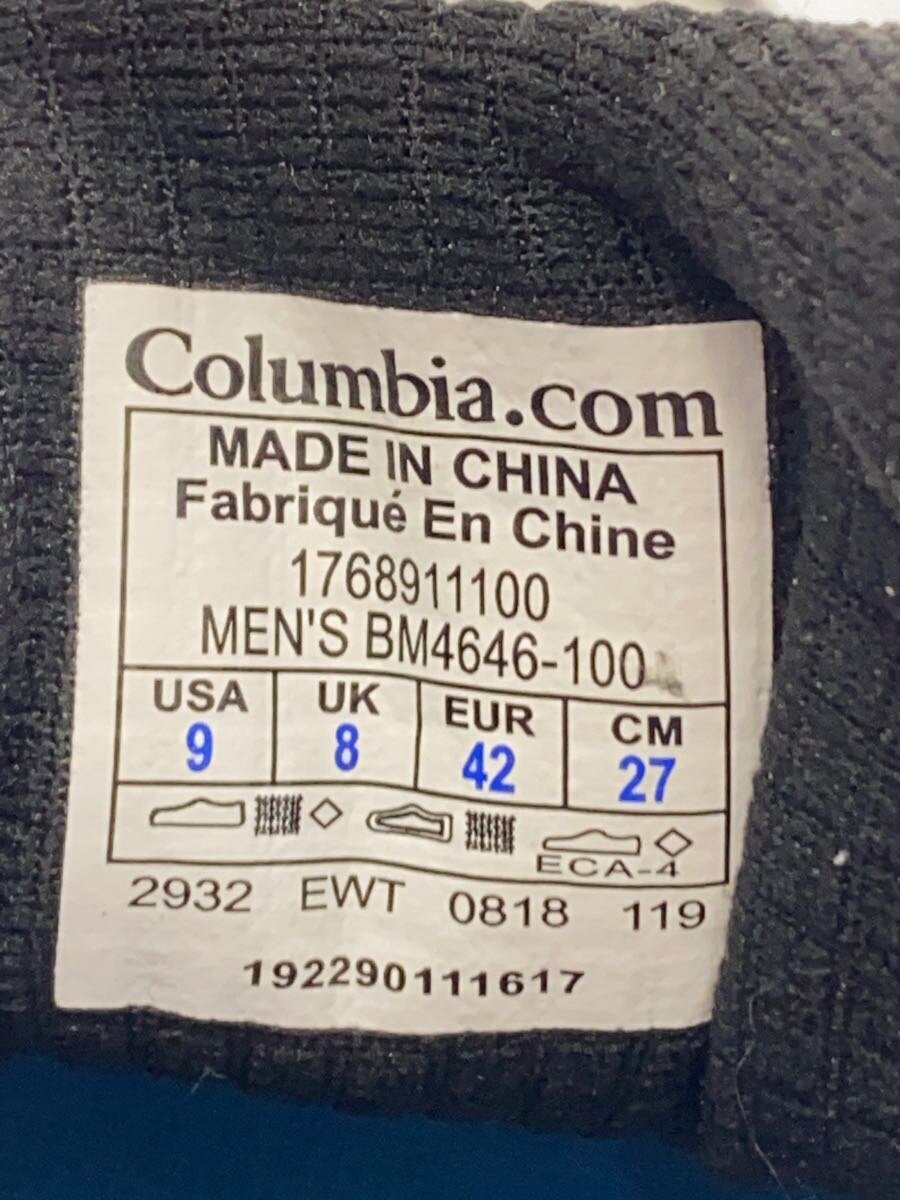 Columbia.com
MADE IN CHINA
Fabriqué En Chine
1768911100
MEN'S BM4646-100
USA UK EUR CM
9 8 42 27
ECA-4
2932 EWT 0818 119
192290111617